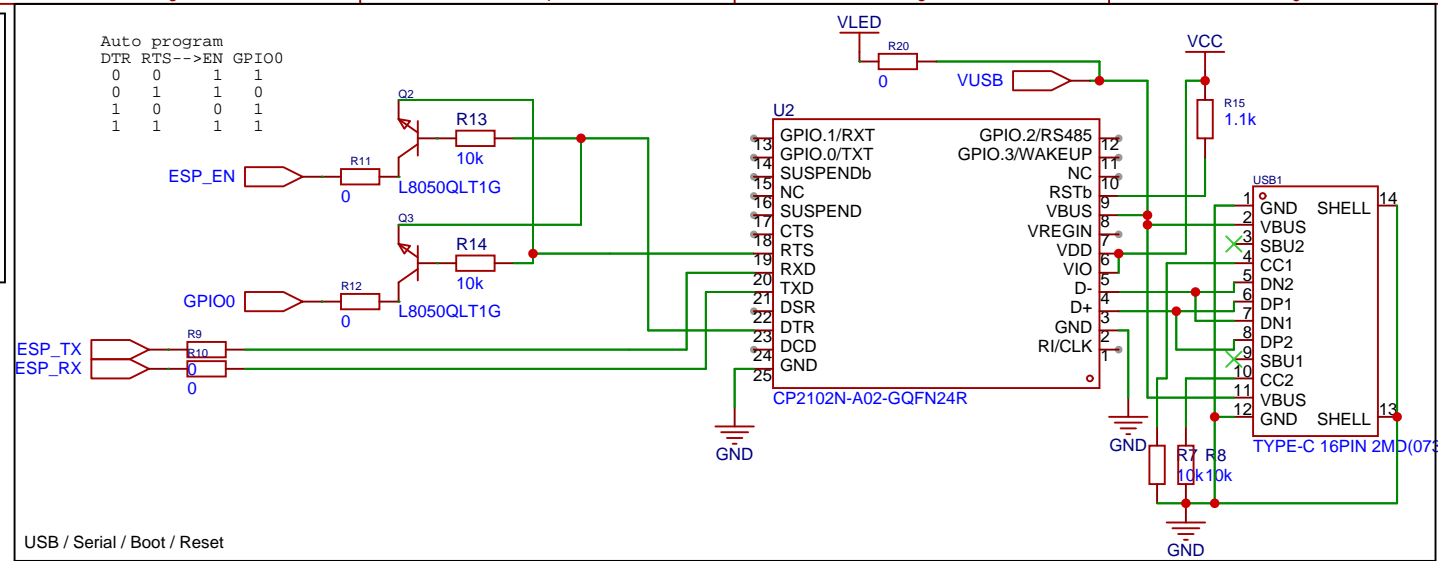 Auto program
DTR RTS-->EN GPIO0
0 0 1 1
0 1 1 0
1 0 0 1
1 1 1 1
VLED
R20
0
VUSB
VCC
R15
1.1k
Q2
R13
10k
L8050QLT1G
ESP_EN
R11
0
Q3
R14
10k
L8050QLT1G
GPIO0
R12
0
ESP_TX
R9
0
ESP_RX
R10
0
U2
GPIO.1/RXT
13
GPIO.0/TXT
14
SUSPENDb
15
NC
16
SUSPEND
17
CTS
18
RTS
19
RXD
20
TXD
21
DSR
22
DTR
23
DCD
24
GND
25
GPIO.2/RS485
12
GPIO.3/WAKEUP
11
NC
10
RSTb
9
VBUS
8
VREGIN
7
VDD
6
VIO
5
D-
4
D+
3
GND
2
RI/CLK
1
CP2102N-A02-GQFN24R
GND
GND
USB1
1 GND SHELL 14
2 VBUS
3 SBU2
4 CC1
5 DN2
6 DP1
7 DN1
8 DP2
9 SBU1
10 CC2
11 VBUS
12 GND SHELL 13
TYPE-C 16PIN 2MD(073
R7 R8
10k 10k
GND
USB / Serial / Boot / Reset